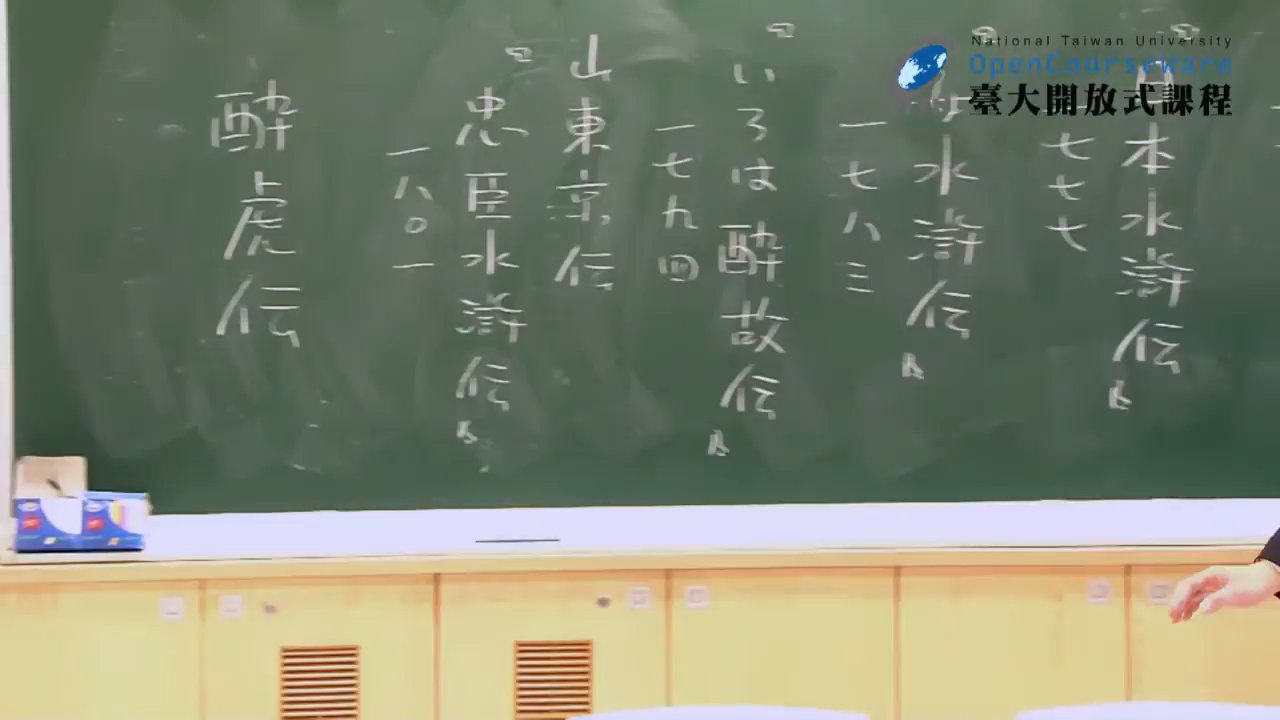 National Taiwan University
OpenCourseware
臺大開放式課程
『日本水滸伝』
七七七
水滸伝』
一七八三
『いろは酔故伝』
一七九四
山東京伝
『忠臣水滸伝』
一八〇一
酔虎伝